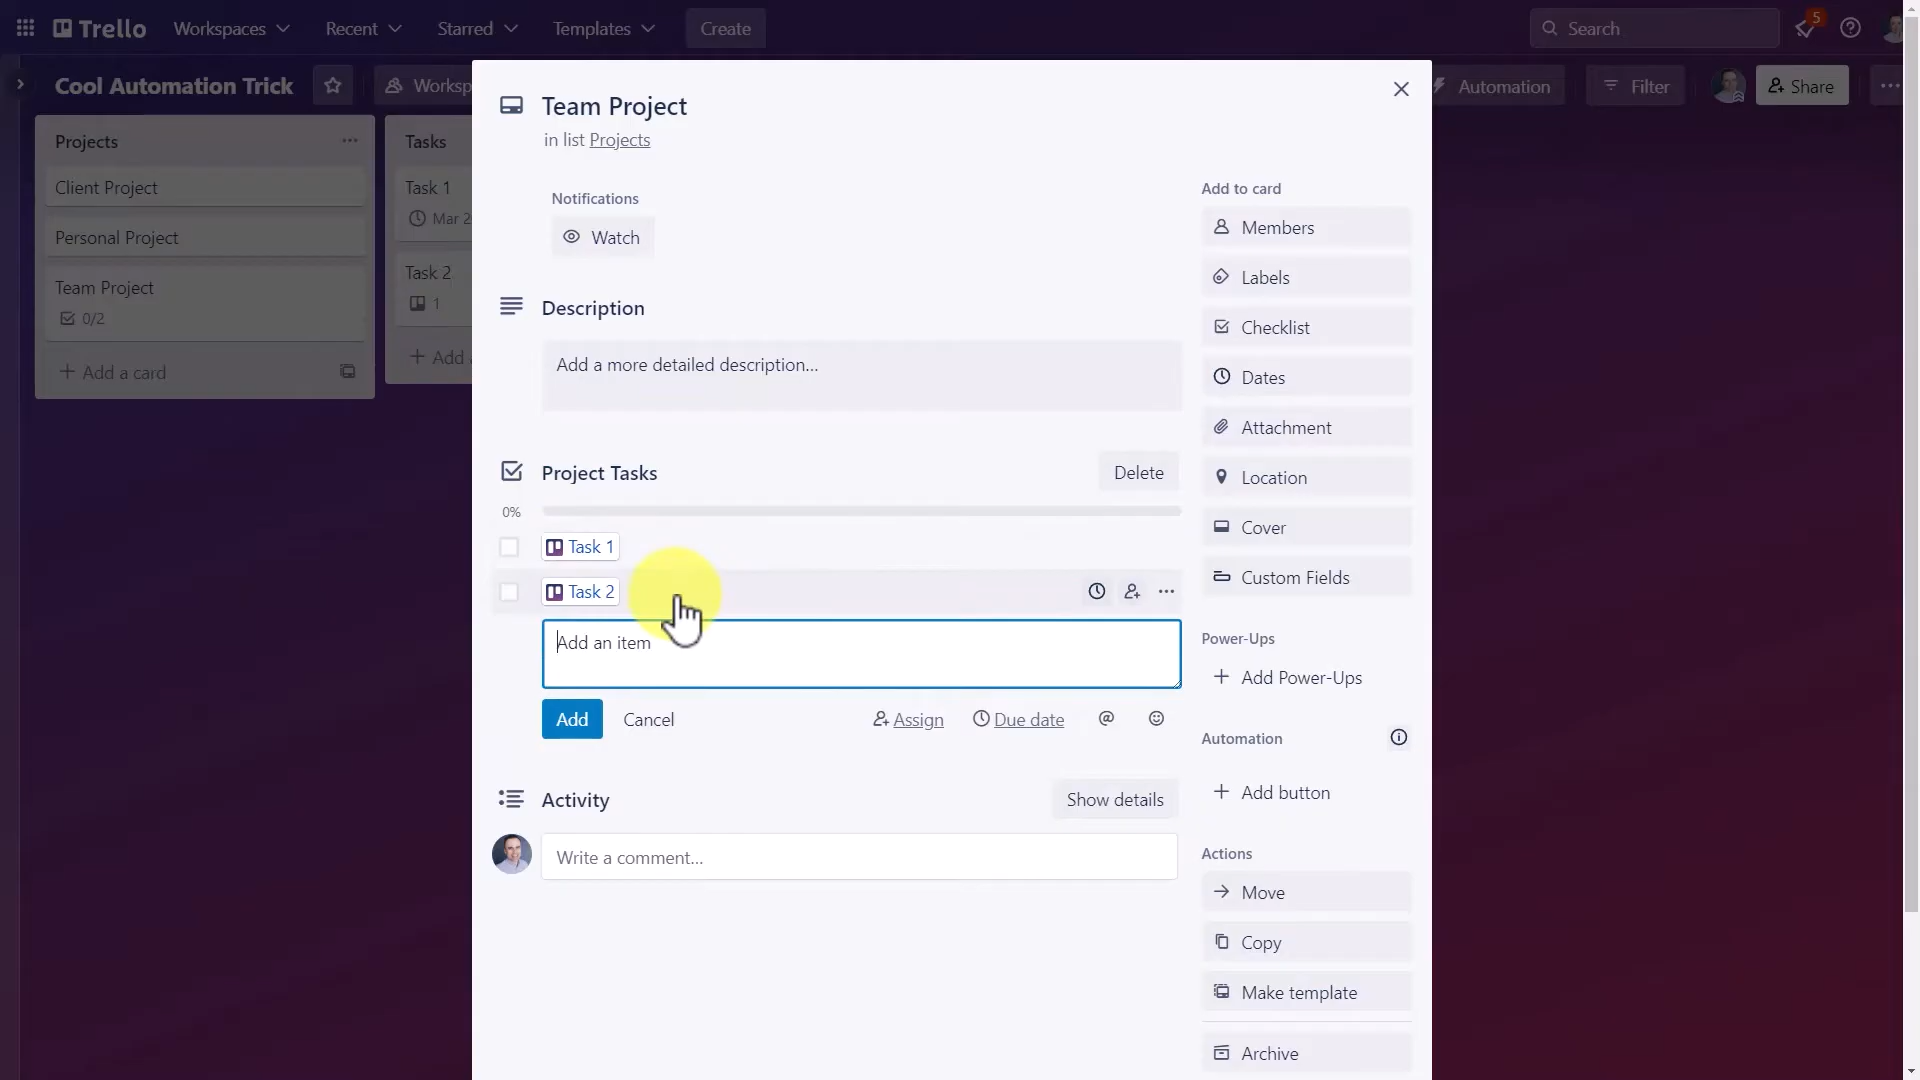 Trello Workspaces Recent Starred Templates Create Search 5
Cool Automation Trick Automation Filter Share
Projects
Client Project
Personal Project
Team Project
0/2
+ Add a card
Tasks
Task 1
Task 2
1
Team Project
in list Projects
Notifications
Watch
Description
Add a more detailed description...
Project Tasks Delete
0%
Task 1
Task 2
Add an item
Add Cancel Assign Due date @
Activity Show details
Write a comment...
Add to card
Members
Labels
Checklist
Dates
Attachment
Location
Cover
Custom Fields
Power-Ups
+ Add Power-Ups
Automation
+ Add button
Actions
Move
Copy
Make template
Archive